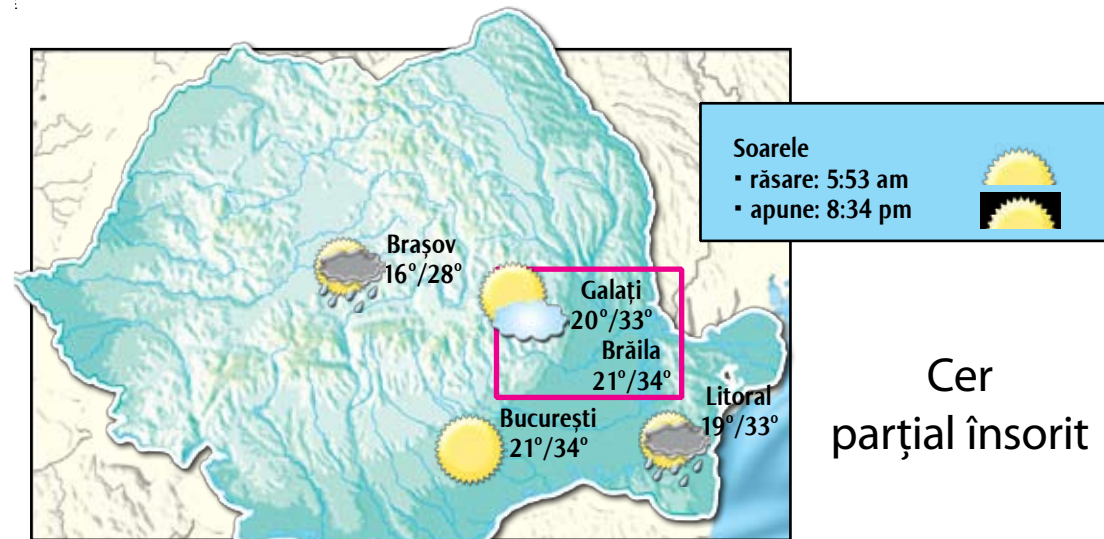 Soarele
▪ răsare: 5:53 am
▪ apune: 8:34 pm
Brașov
16°/28°
Galați
20°/33°
Brăila
21°/34°
Litoral
19°/33°
București
21°/34°
Cer
parțial însorit